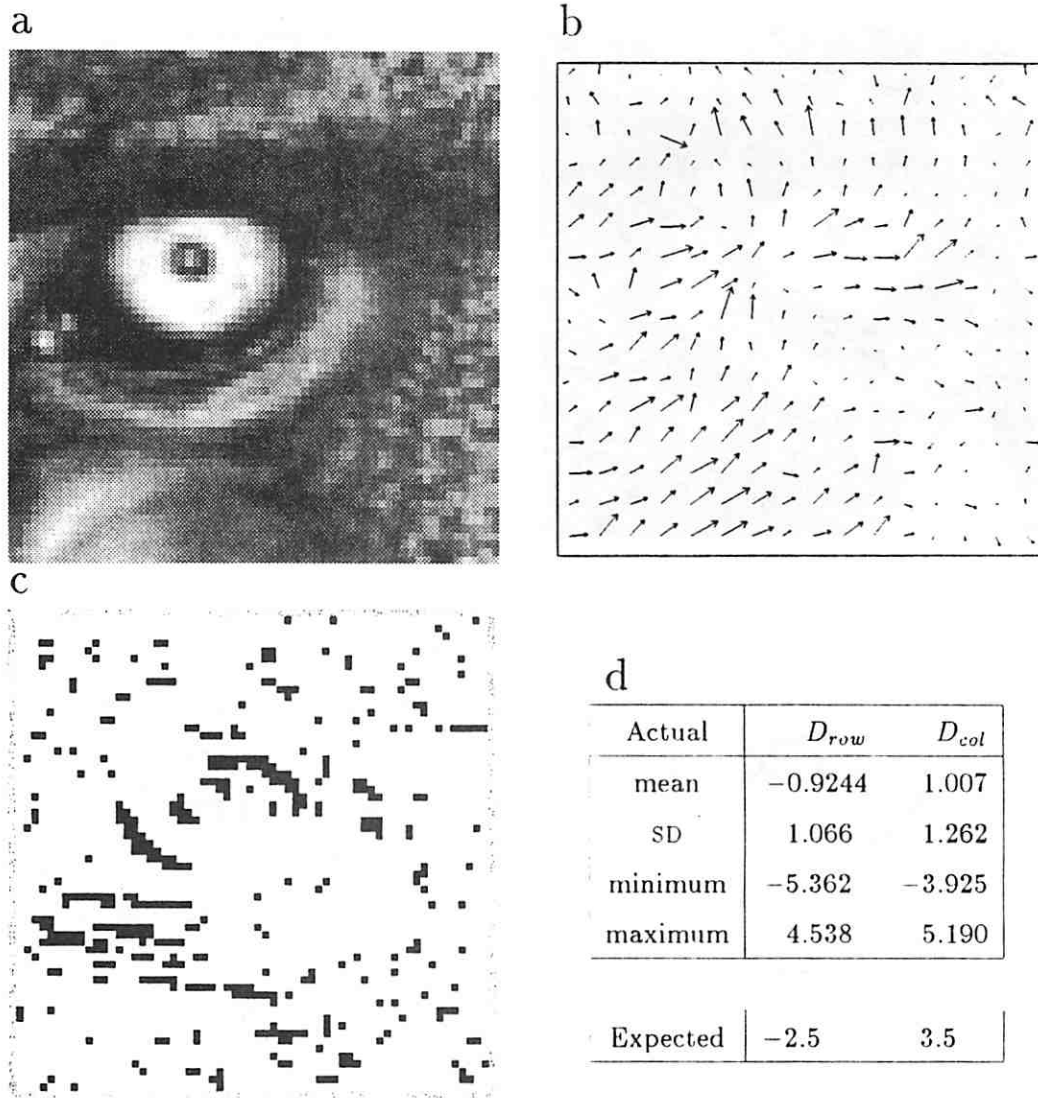 a
b
c
d
Actual D_row D_col
mean −0.9244 1.007
SD 1.066 1.262
minimum −5.362 −3.925
maximum 4.538 5.190
Expected −2.5 3.5